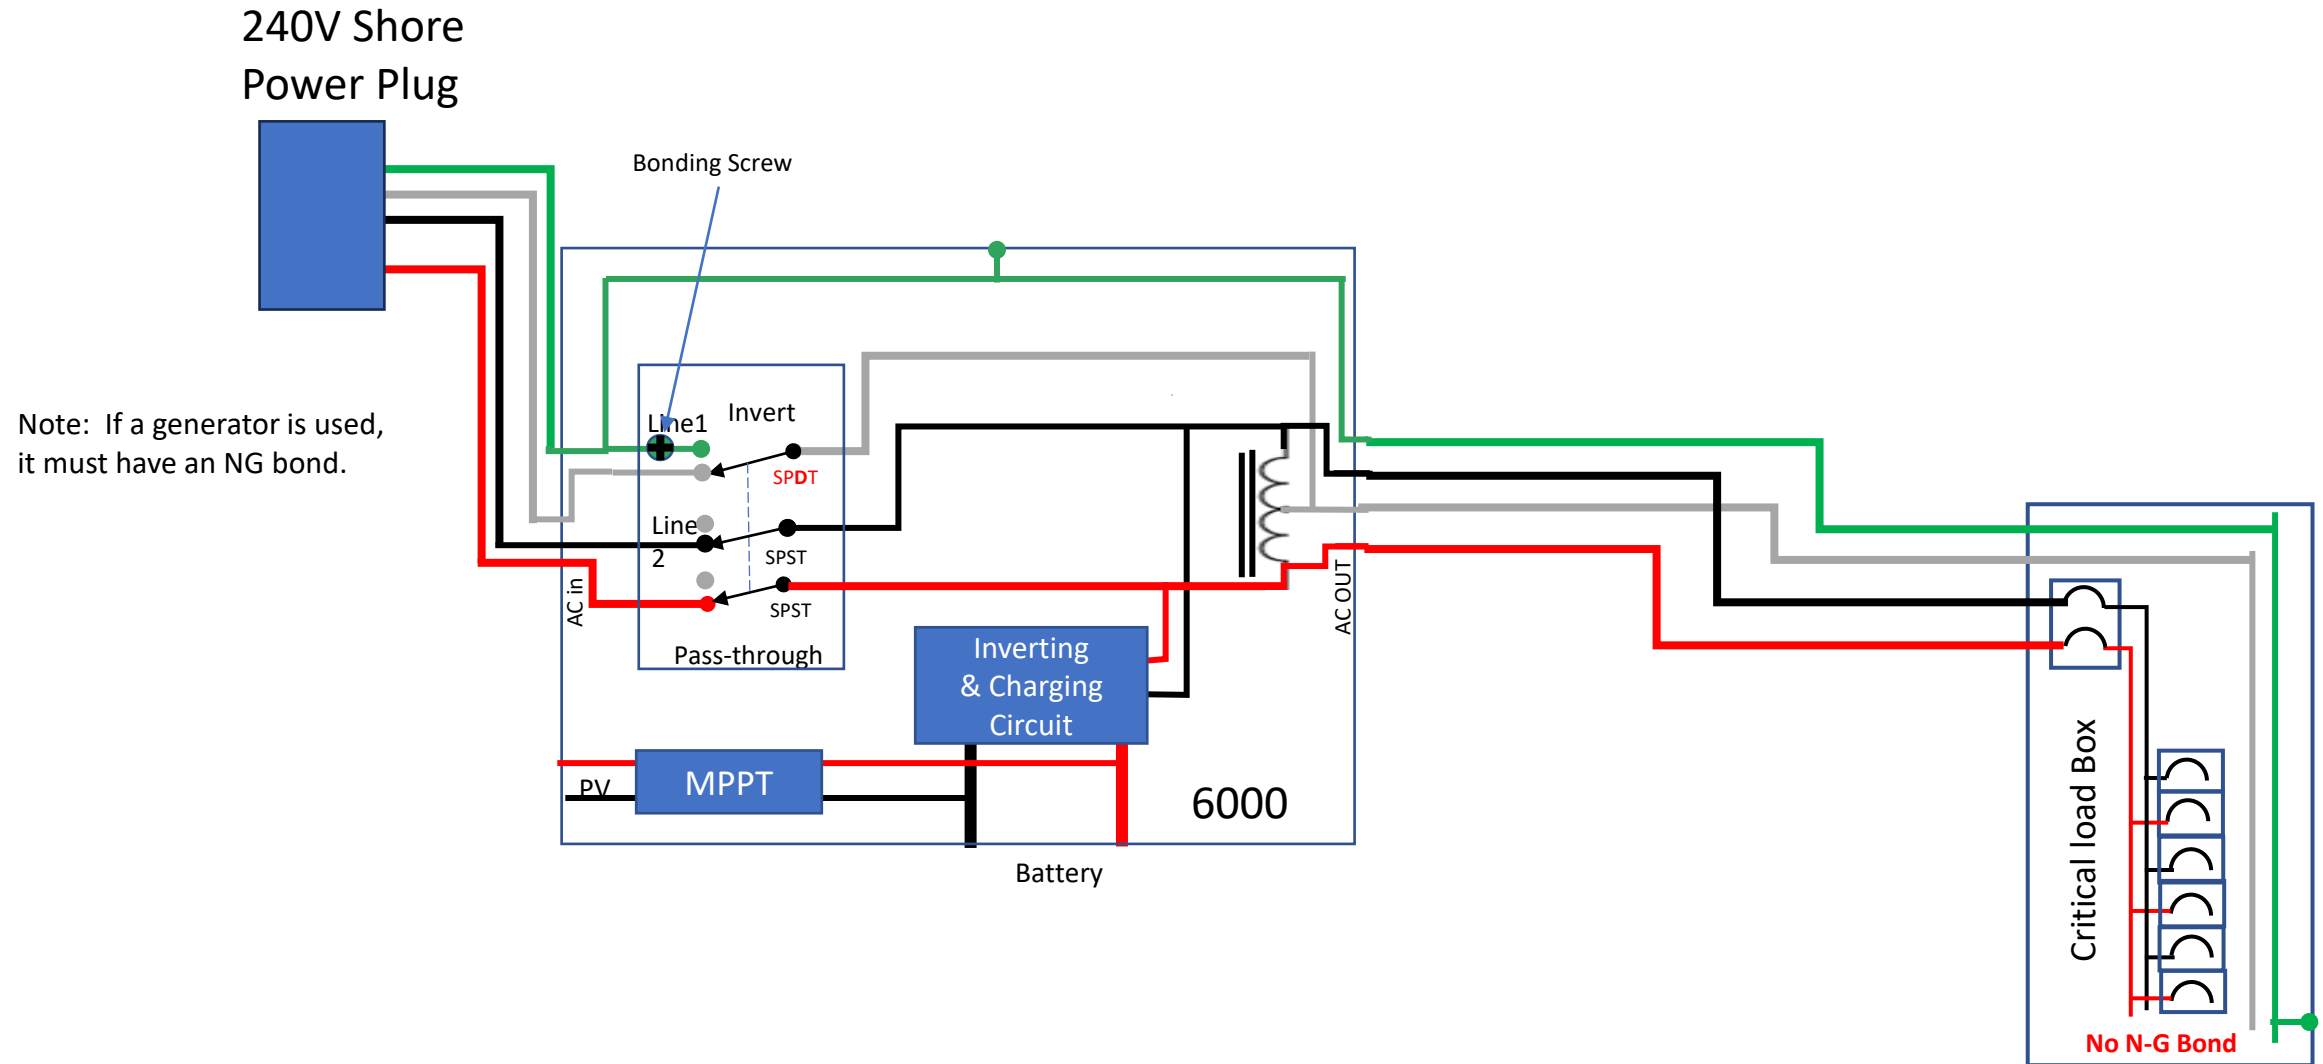 240V Shore
Power Plug
Bonding Screw
Note:  If a generator is used,
it must have an NG bond.
Line1
Invert
SPDT
Line
2
SPST
SPST
AC in
Pass-through
AC OUT
Inverting
& Charging
Circuit
PV
MPPT
6000
Battery
Critical load Box
No N-G Bond